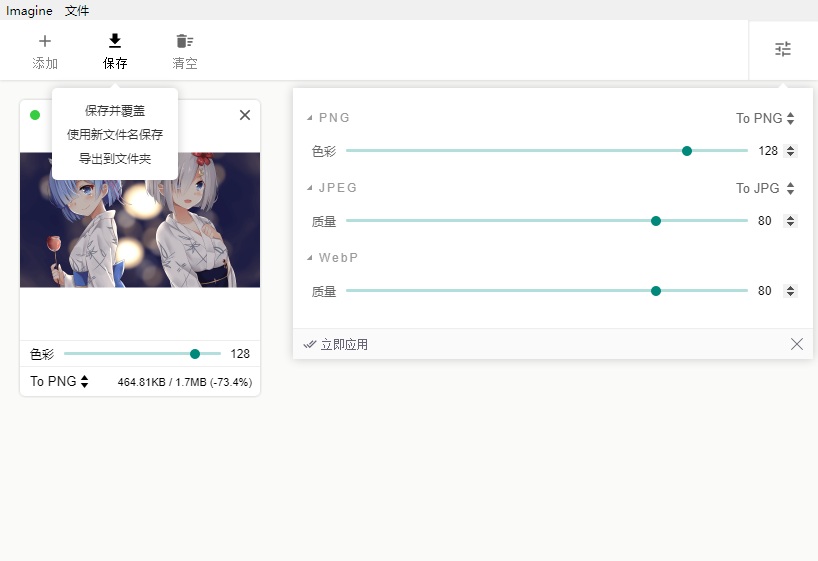 Imagine 文件
添加 保存 清空
保存并覆盖
使用新文件名保存
导出到文件夹
色彩 128
To PNG 464.81KB / 1.7MB (-73.4%)
PNG To PNG
色彩 128
JPEG To JPG
质量 80
WebP
质量 80
立即应用